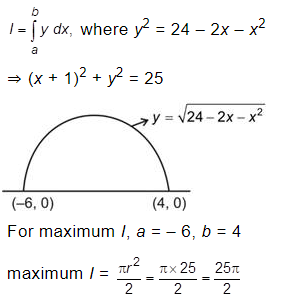 I = ∫ₐᵇ y dx, where y² = 24 – 2x – x²
⇒ (x + 1)² + y² = 25
y = √(24 – 2x – x²)
(–6, 0) (4, 0)
For maximum I, a = – 6, b = 4
maximum I = πr²/2 = π×25/2 = 25π/2